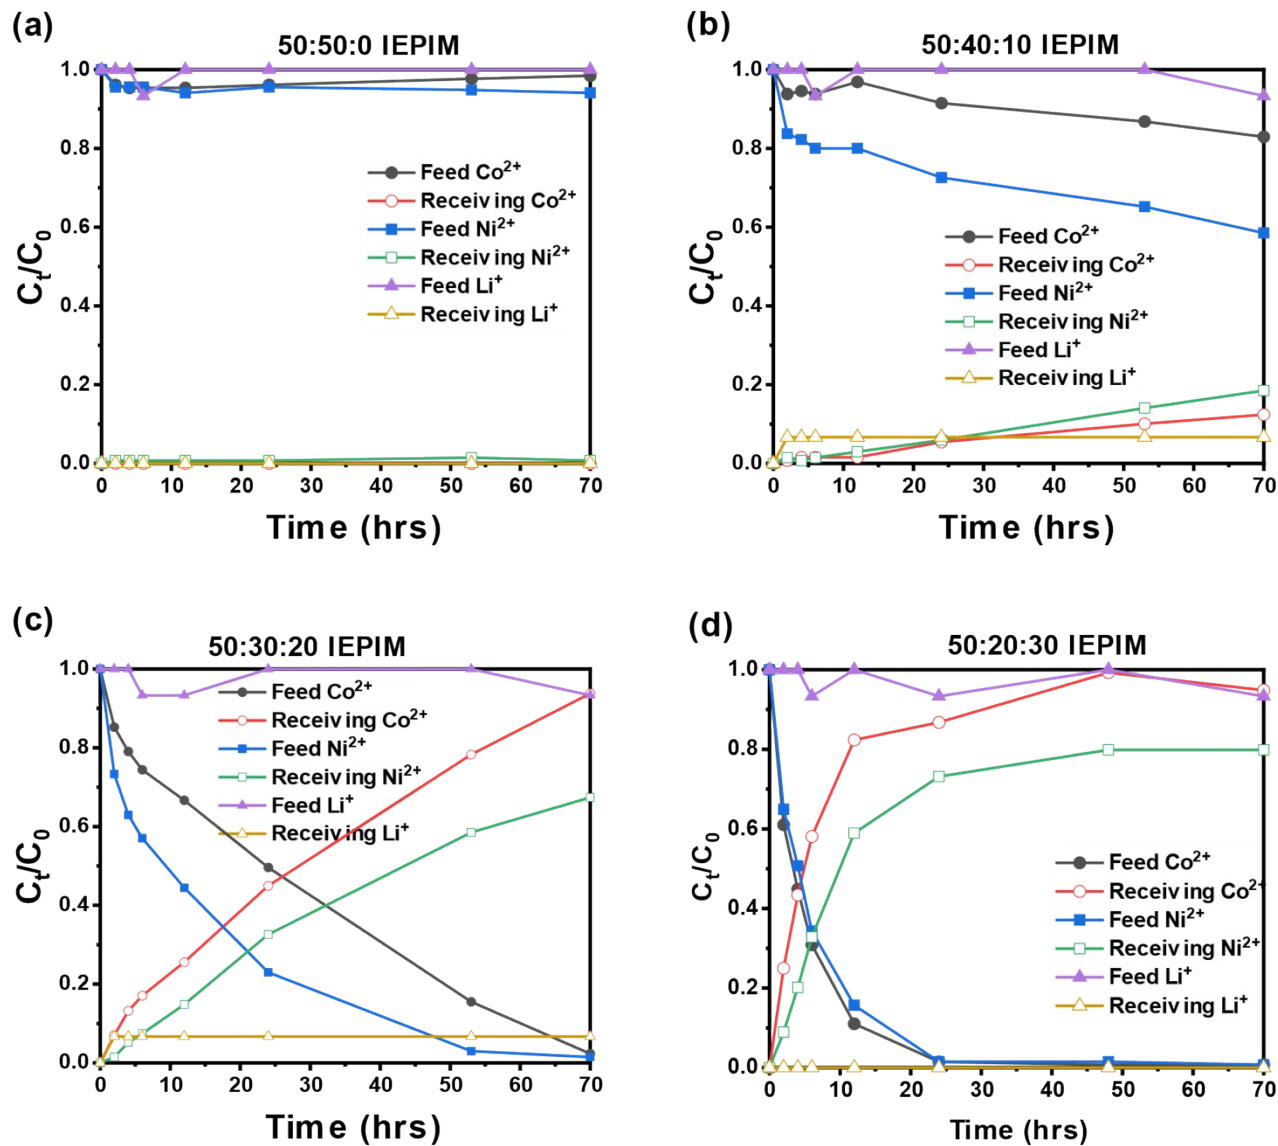 (a)
50:50:0 IEPIM
1.0
0.8
0.6
0.4
0.2
0.0
Ct/C0
Feed Co²⁺
Receiving Co²⁺
Feed Ni²⁺
Receiving Ni²⁺
Feed Li⁺
Receiving Li⁺
0 10 20 30 40 50 60 70
Time (hrs)
(b)
50:40:10 IEPIM
1.0
0.8
0.6
0.4
0.2
0.0
Ct/C0
Feed Co²⁺
Receiving Co²⁺
Feed Ni²⁺
Receiving Ni²⁺
Feed Li⁺
Receiving Li⁺
0 10 20 30 40 50 60 70
Time (hrs)
(c)
50:30:20 IEPIM
1.0
0.8
0.6
0.4
0.2
0.0
Ct/C0
Feed Co²⁺
Receiving Co²⁺
Feed Ni²⁺
Receiving Ni²⁺
Feed Li⁺
Receiving Li⁺
0 10 20 30 40 50 60 70
Time (hrs)
(d)
50:20:30 IEPIM
1.0
0.8
0.6
0.4
0.2
0.0
Ct/C0
Feed Co²⁺
Receiving Co²⁺
Feed Ni²⁺
Receiving Ni²⁺
Feed Li⁺
Receiving Li⁺
0 10 20 30 40 50 60 70
Time (hrs)